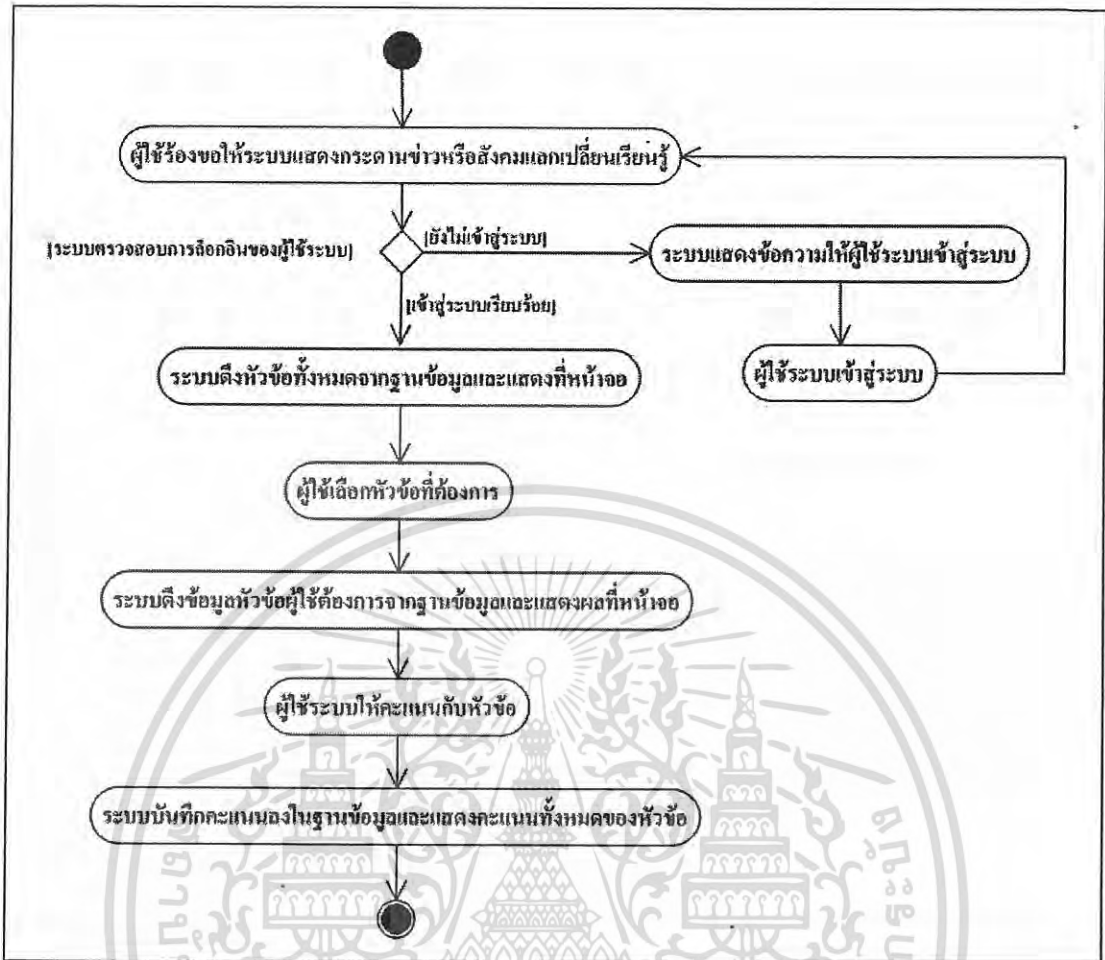 ผู้ใช้ร้องขอให้ระบบแสดงกระดานข่าวหรือสังคมแลกเปลี่ยนเรียนรู้
[ระบบตรวจสอบการล็อกอินของผู้ใช้ระบบ]
[ยังไม่เข้าสู่ระบบ]
ระบบแสดงข้อความให้ผู้ใช้ระบบเข้าสู่ระบบ
[เข้าสู่ระบบเรียบร้อย]
ระบบดึงหัวข้อทั้งหมดจากฐานข้อมูลและแสดงที่หน้าจอ
ผู้ใช้ระบบเข้าสู่ระบบ
ผู้ใช้เลือกหัวข้อที่ต้องการ
ระบบดึงข้อมูลหัวข้อผู้ใช้ต้องการจากฐานข้อมูลและแสดงผลที่หน้าจอ
ผู้ใช้ระบบให้คะแนนกับหัวข้อ
ระบบบันทึกคะแนนลงในฐานข้อมูลและแสดงคะแนนทั้งหมดของหัวข้อ